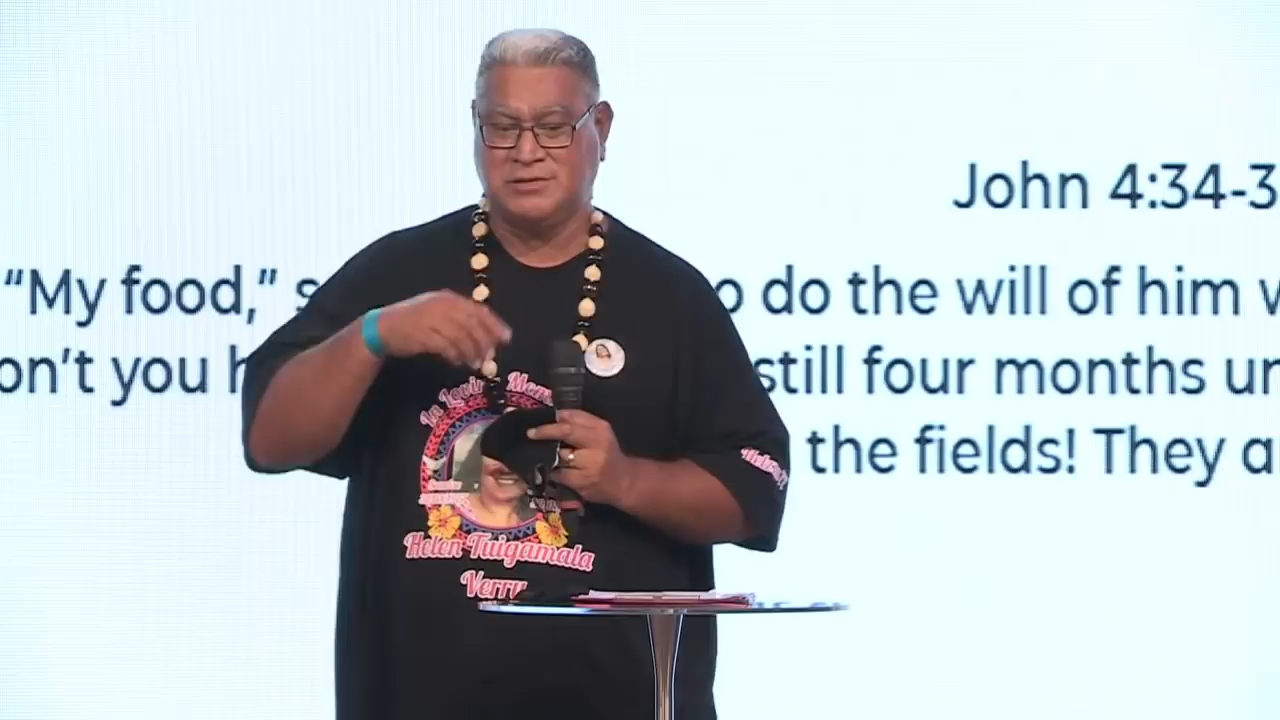 John 4:34-3
“My food,” s o do the will of him w
on’t you h still four months un
the fields! They a
In Loving Mem
Helen Tuigamala
Verry